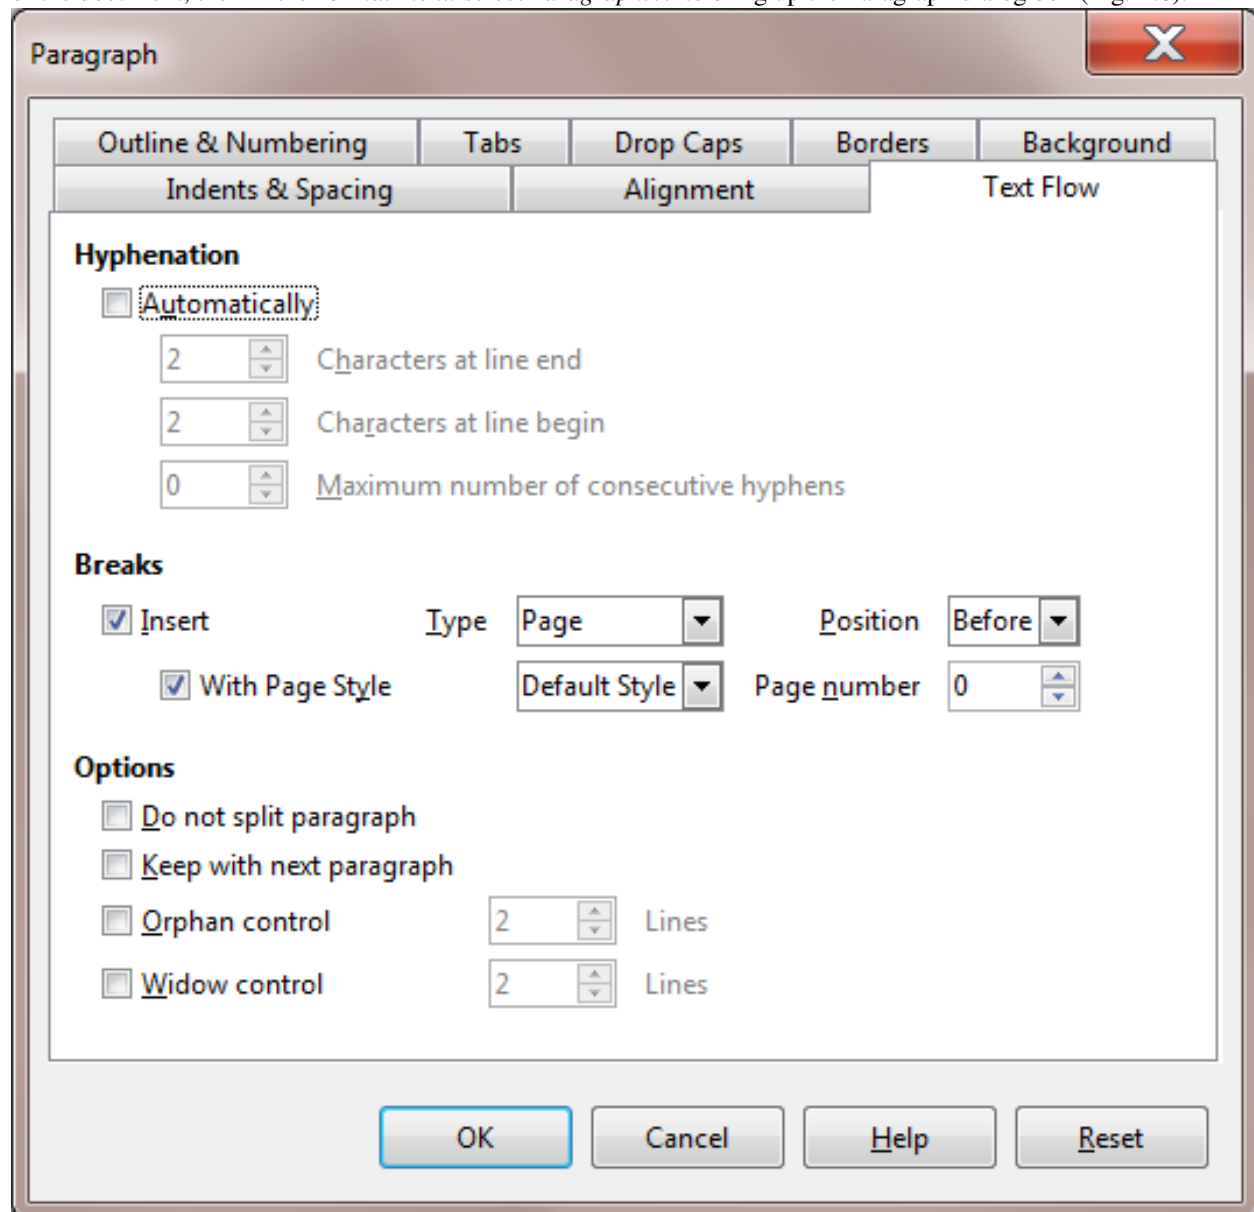 Paragraph
Outline & Numbering Tabs Drop Caps Borders Background
Indents & Spacing Alignment Text Flow
Hyphenation
Automatically
2 Characters at line end
2 Characters at line begin
0 Maximum number of consecutive hyphens
Breaks
Insert Type Page Position Before
With Page Style Default Style Page number 0
Options
Do not split paragraph
Keep with next paragraph
Orphan control 2 Lines
Widow control 2 Lines
OK Cancel Help Reset